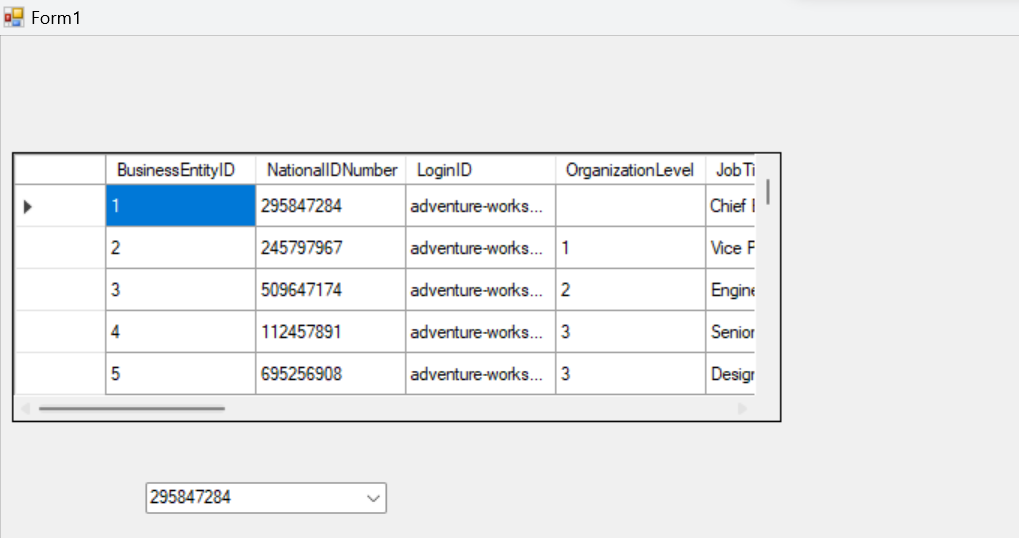 Form1
BusinessEntityID NationalIDNumber LoginID OrganizationLevel JobTi
1 295847284 adventure-works... Chief
2 245797967 adventure-works... 1 Vice P
3 509647174 adventure-works... 2 Engine
4 112457891 adventure-works... 3 Senior
5 695256908 adventure-works... 3 Design
295847284